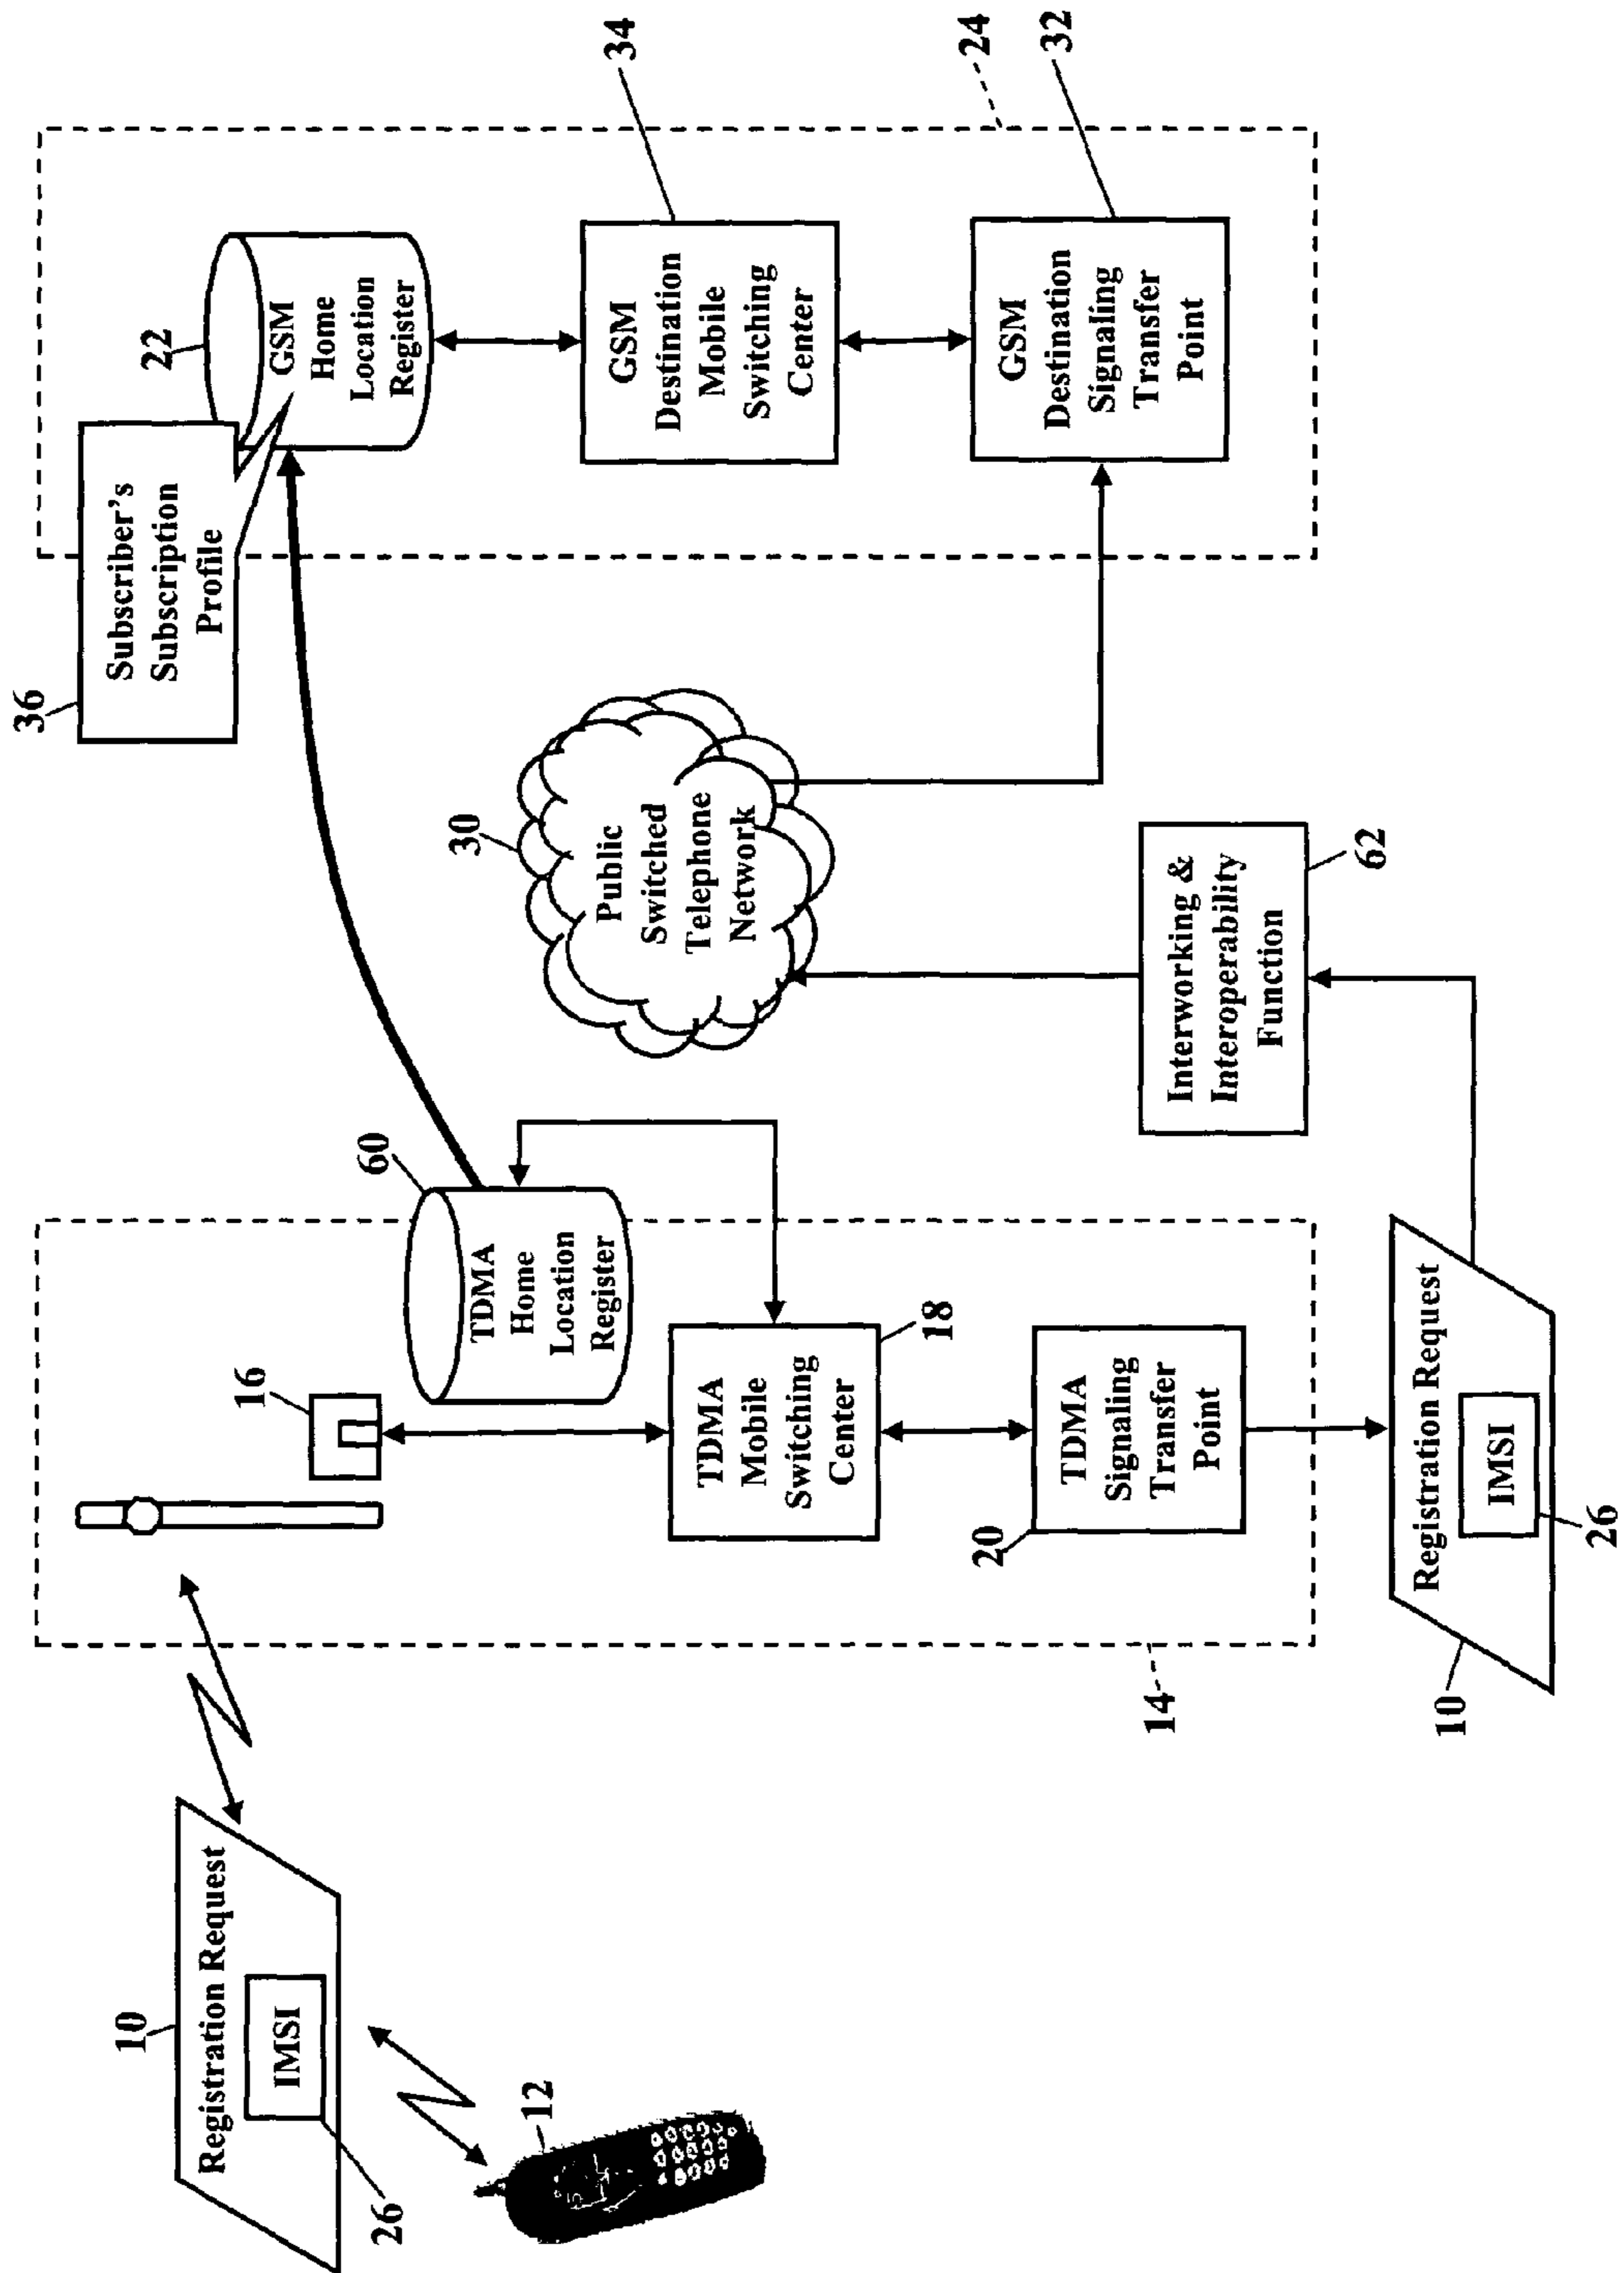 10
Registration Request
IMSI
26
12
16
TDMA
Home
Location
Register
60
TDMA
Mobile
Switching
Center
18
TDMA
Signaling
Transfer
Point
20
14
Registration Request
IMSI
26
10
30
Public
Switched
Telephone
Network
Interworking &
Interoperability
Function
62
36
Subscriber's
Subscription
Profile
22
GSM
Home
Location
Register
GSM
Destination
Mobile
Switching
Center
34
GSM
Destination
Signaling
Transfer
Point
24
32